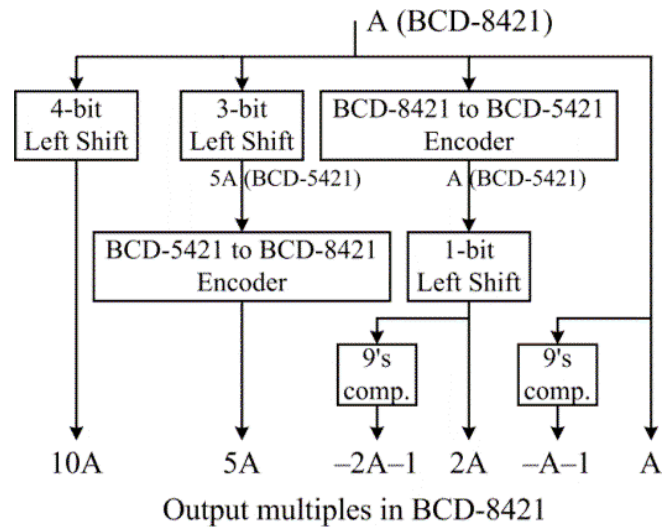 A (BCD-8421)
4-bit
Left Shift
3-bit
Left Shift
BCD-8421 to BCD-5421
Encoder
5A (BCD-5421)
A (BCD-5421)
BCD-5421 to BCD-8421
Encoder
1-bit
Left Shift
9's
comp.
9's
comp.
10A
5A
–2A–1
2A
–A–1
A
Output multiples in BCD-8421